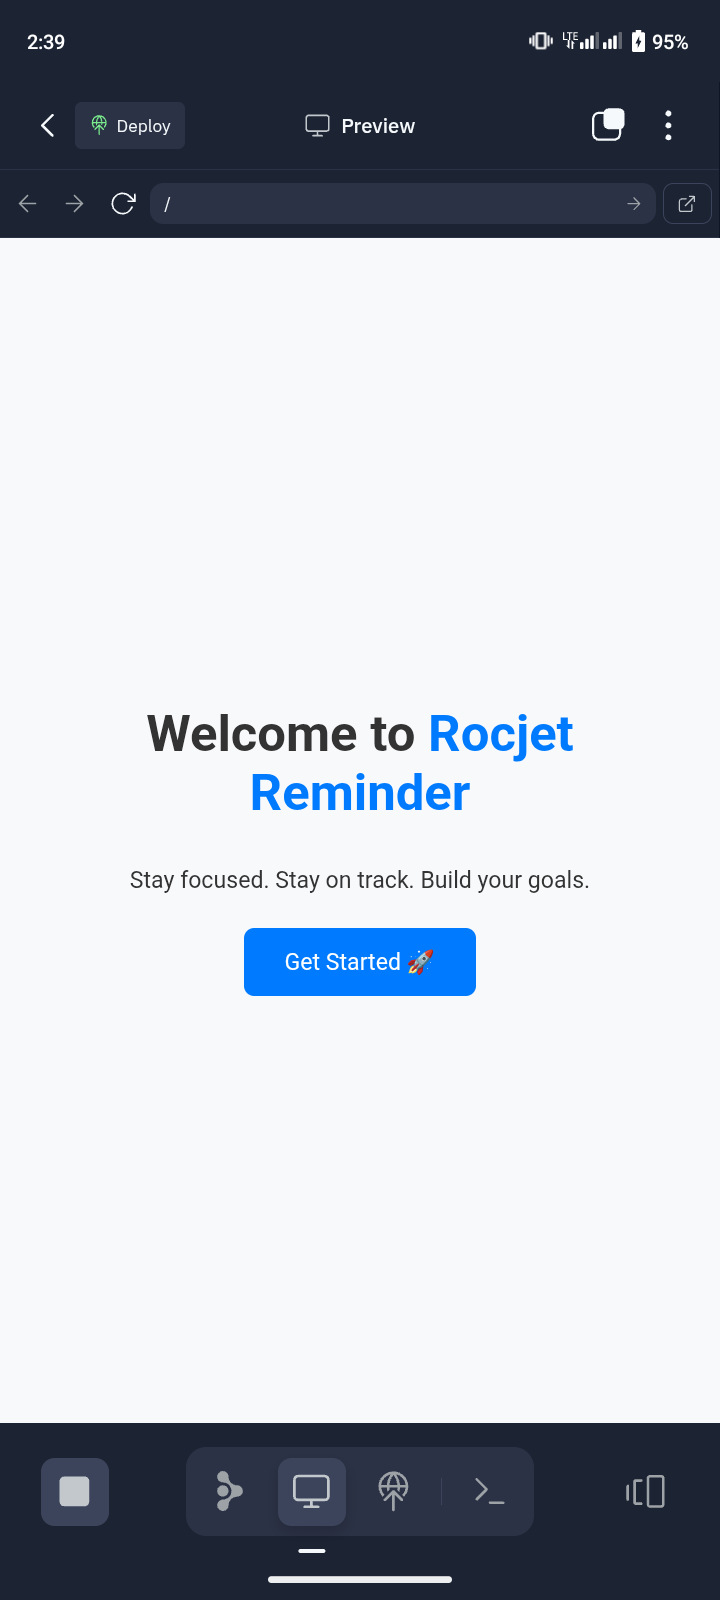 2:39
LTE
95%
Deploy
Preview
/
Welcome to Rocjet
Reminder
Stay focused. Stay on track. Build your goals.
Get Started 🚀